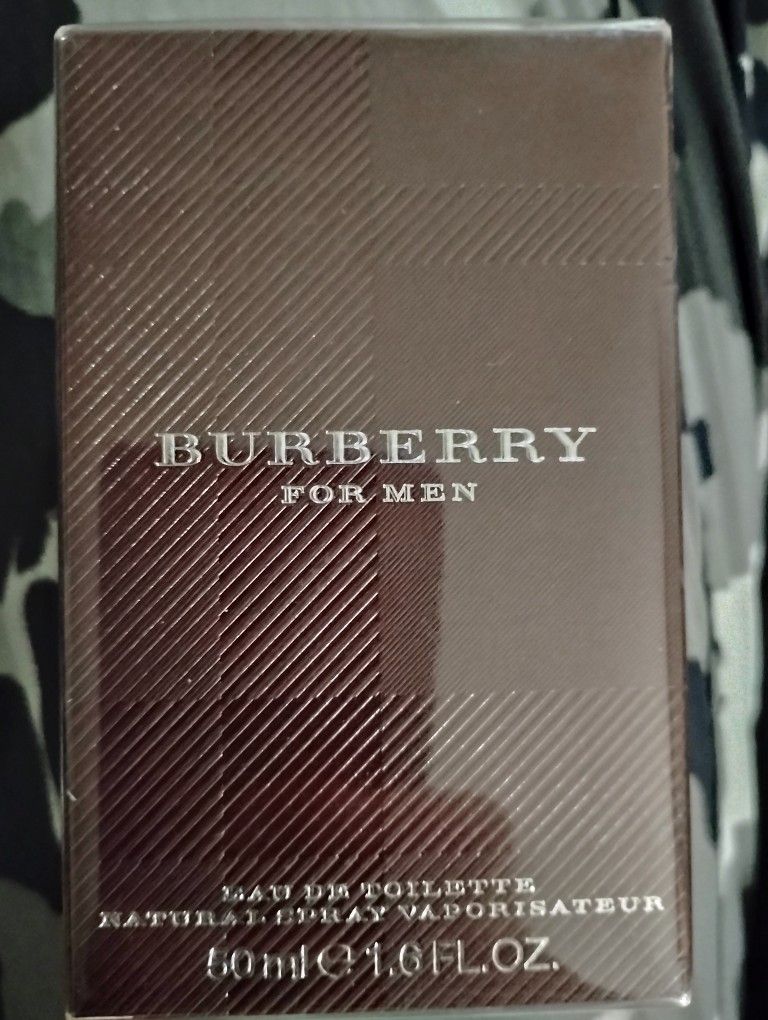 BURBERRY
FOR MEN
EAU DE TOILETTE
NATURAL SPRAY VAPORISATEUR
50 ml ℮ 1.6 FL.OZ.